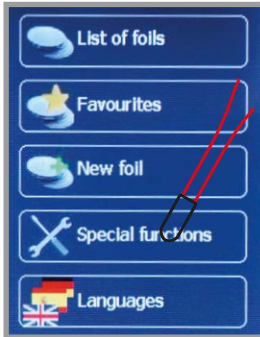 List of foils
Favourites
New foil
Special functions
Languages